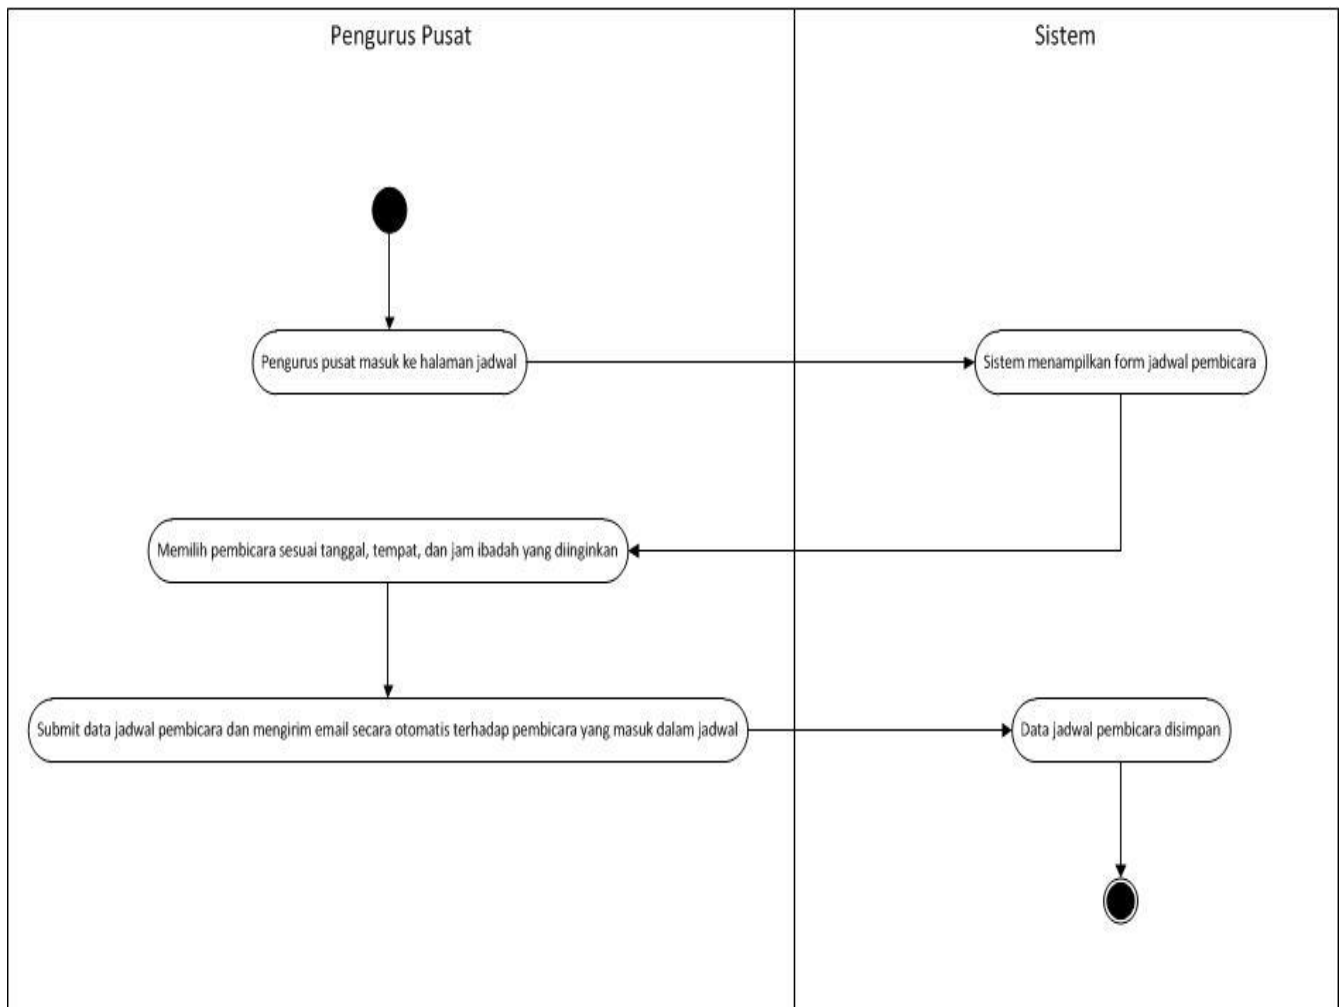 Pengurus Pusat
Sistem
Pengurus pusat masuk ke halaman jadwal
Sistem menampilkan form jadwal pembicara
Memilih pembicara sesuai tanggal, tempat, dan jam ibadah yang diinginkan
Submit data jadwal pembicara dan mengirim email secara otomatis terhadap pembicara yang masuk dalam jadwal
Data jadwal pembicara disimpan